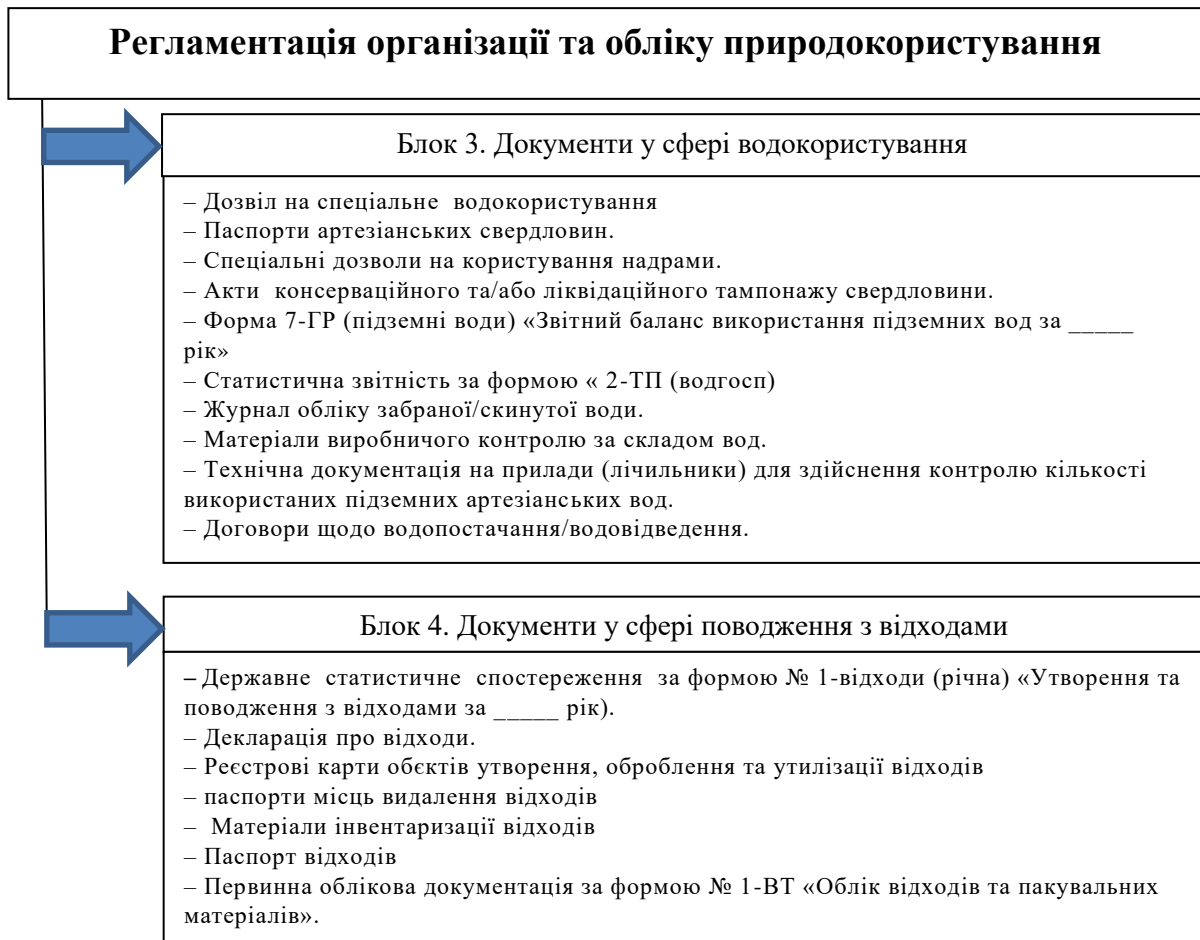 Регламентація організації та обліку природокористування
Блок 3. Документи у сфері водокористування
– Дозвіл на спеціальне водокористування
– Паспорти артезіанських свердловин.
– Спеціальні дозволи на користування надрами.
– Акти консерваційного та/або ліквідаційного тампонажу свердловини.
– Форма 7-ГР (підземні води) «Звітний баланс використання підземних вод за _____
рік»
– Статистична звітність за формою « 2-ТП (водгосп)
– Журнал обліку забраної/скинутої води.
– Матеріали виробничого контролю за складом вод.
– Технічна документація на прилади (лічильники) для здійснення контролю кількості
використаних підземних артезіанських вод.
– Договори щодо водопостачання/водовідведення.
Блок 4. Документи у сфері поводження з відходами
– Державне статистичне спостереження за формою № 1-відходи (річна) «Утворення та
поводження з відходами за _____ рік).
– Декларація про відходи.
– Реєстрові карти обєктів утворення, оброблення та утилізації відходів
– паспорти місць видалення відходів
– Матеріали інвентаризації відходів
– Паспорт відходів
– Первинна облікова документація за формою № 1-ВТ «Облік відходів та пакувальних
матеріалів».